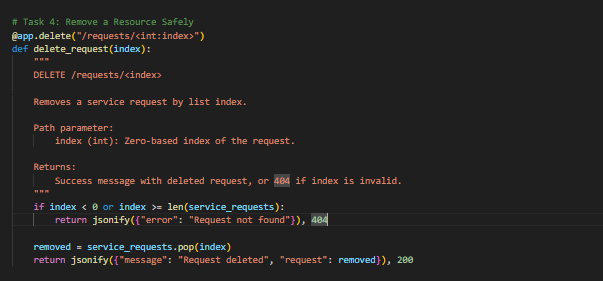 # Task 4: Remove a Resource Safely
@app.delete("/requests/<int:index>")
def delete_request(index):
    """
    DELETE /requests/<index>

    Removes a service request by list index.

    Path parameter:
        index (int): Zero-based index of the request.

    Returns:
        Success message with deleted request, or 404 if index is invalid.
    """
    if index < 0 or index >= len(service_requests):
        return jsonify({"error": "Request not found"}), 404

    removed = service_requests.pop(index)
    return jsonify({"message": "Request deleted", "request": removed}), 200